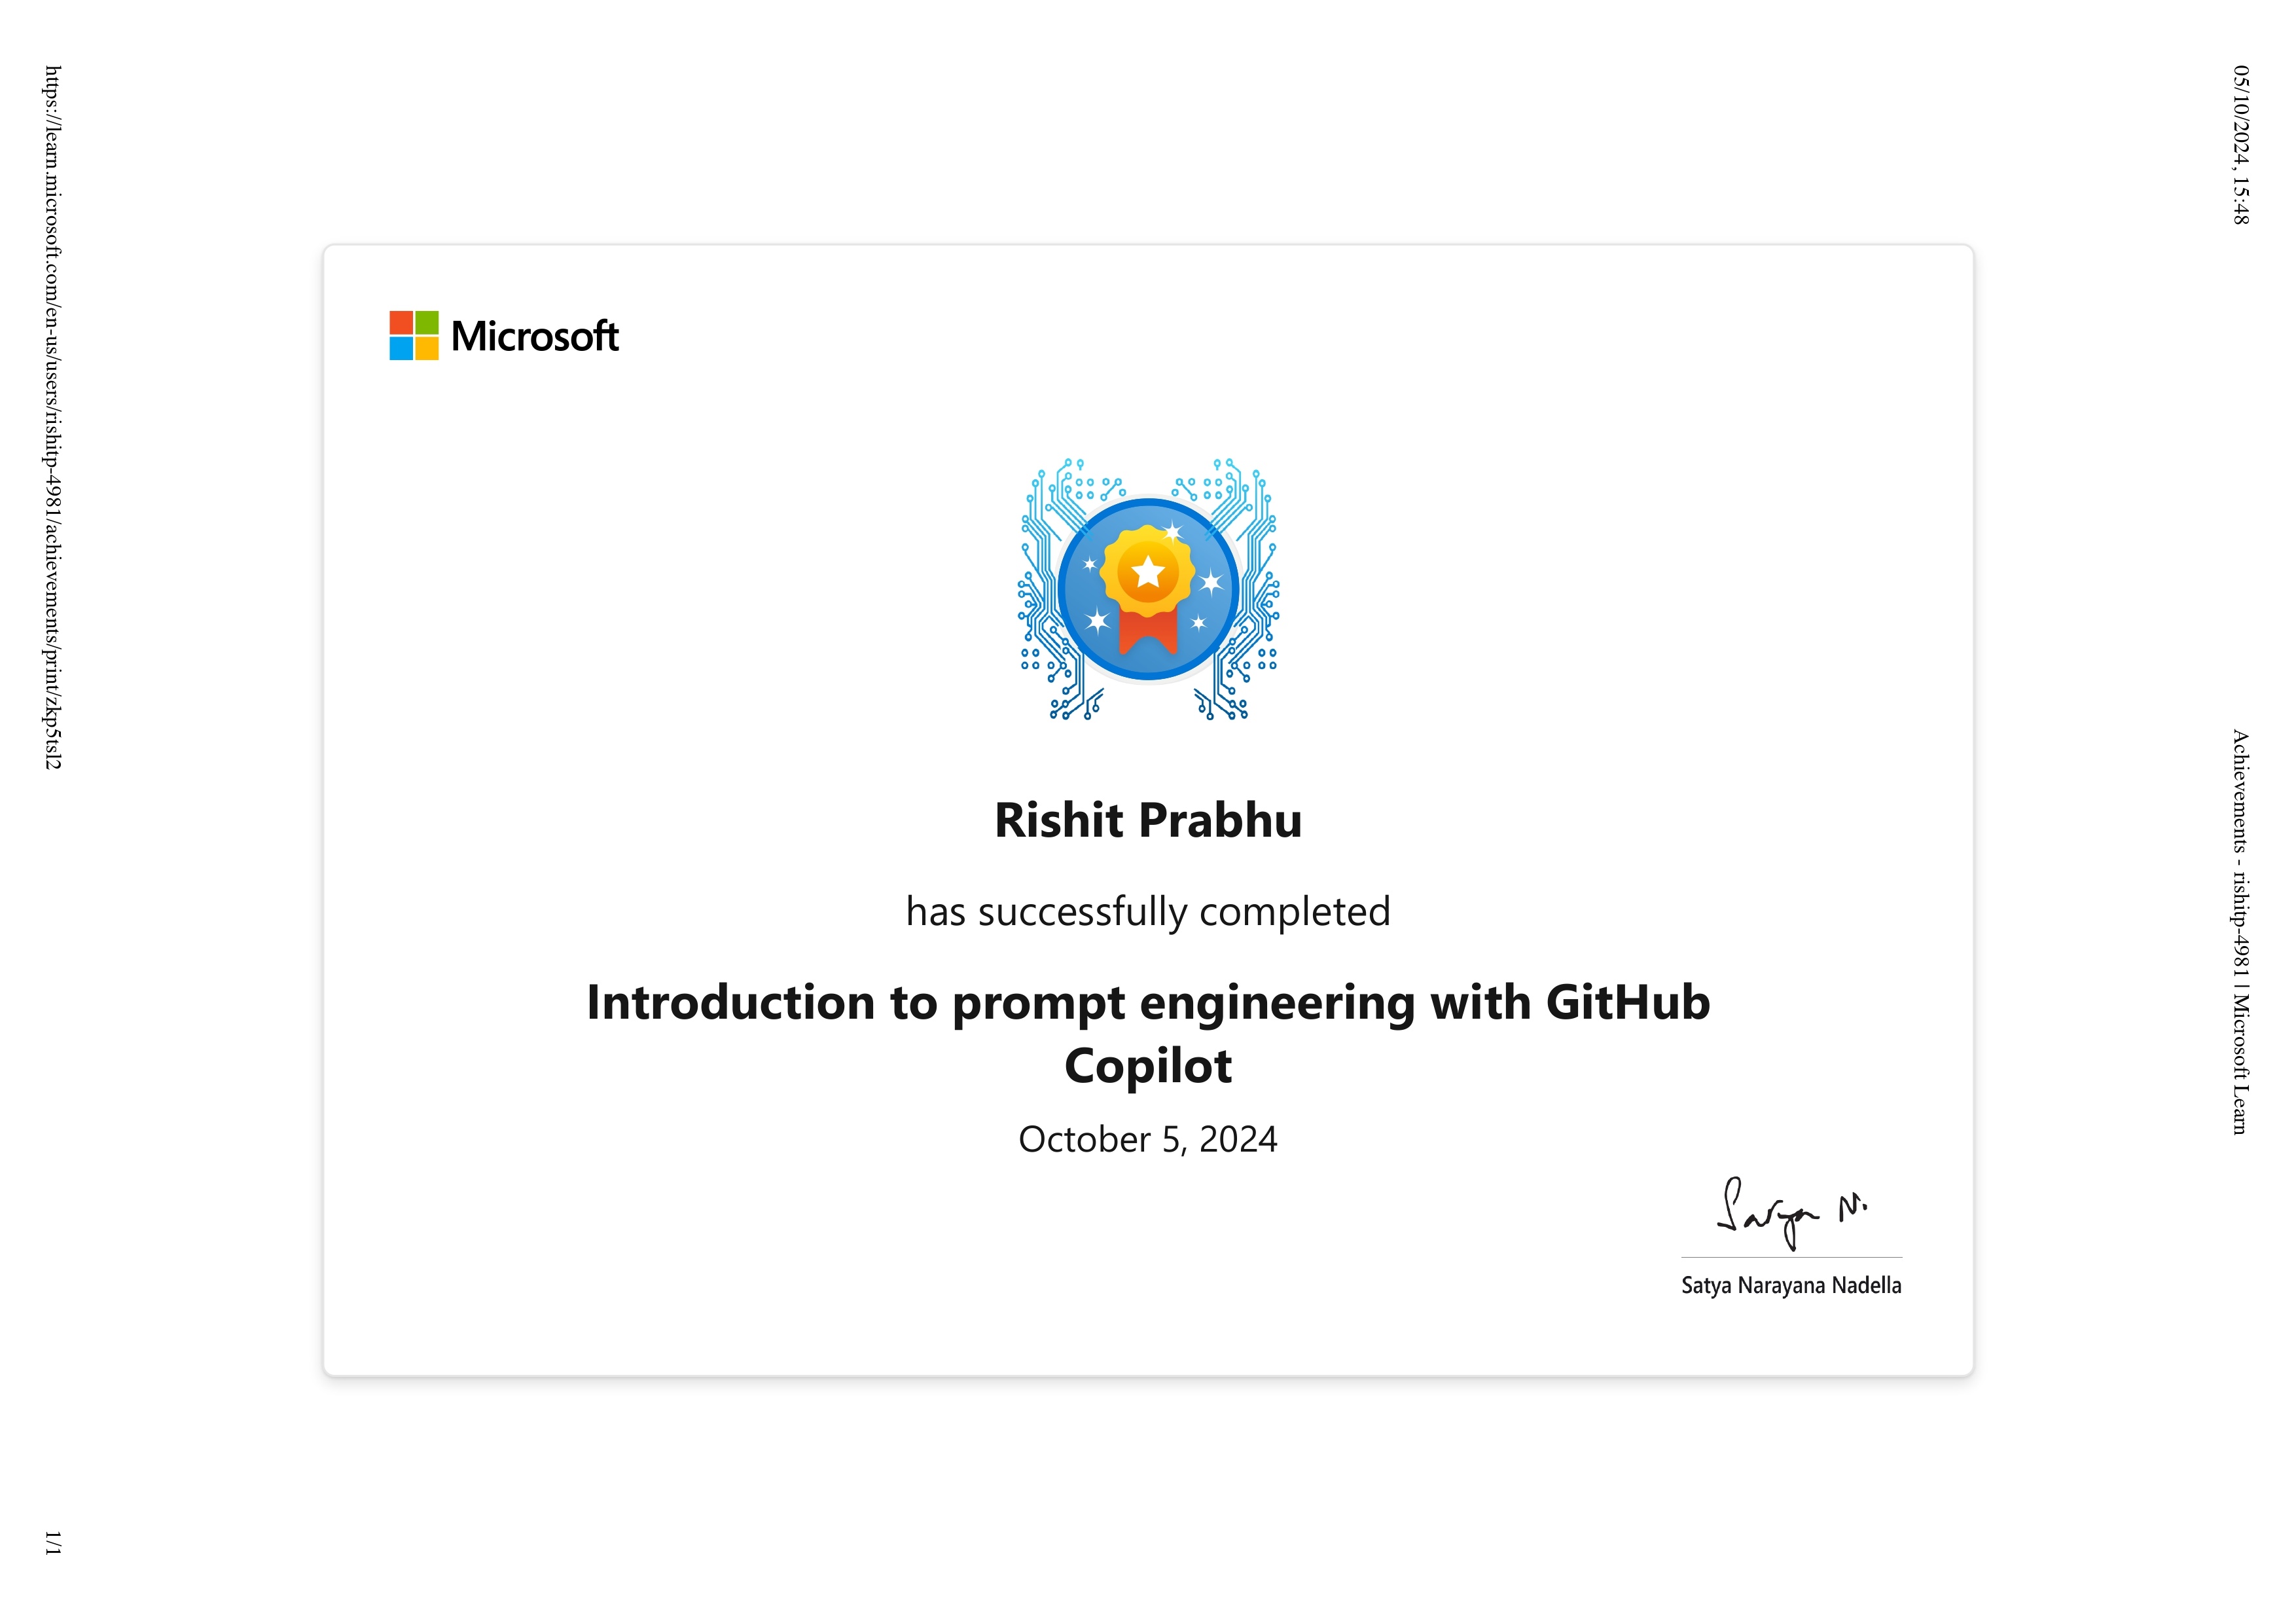 05/10/2024, 15:48
Achievements - rishitp-4981 | Microsoft Learn
Microsoft
Rishit Prabhu
has successfully completed
Introduction to prompt engineering with GitHub
Copilot
October 5, 2024
Satya N.
Satya Narayana Nadella
https://learn.microsoft.com/en-us/users/rishitp-4981/achievements/print/zkp5tsl2
1/1